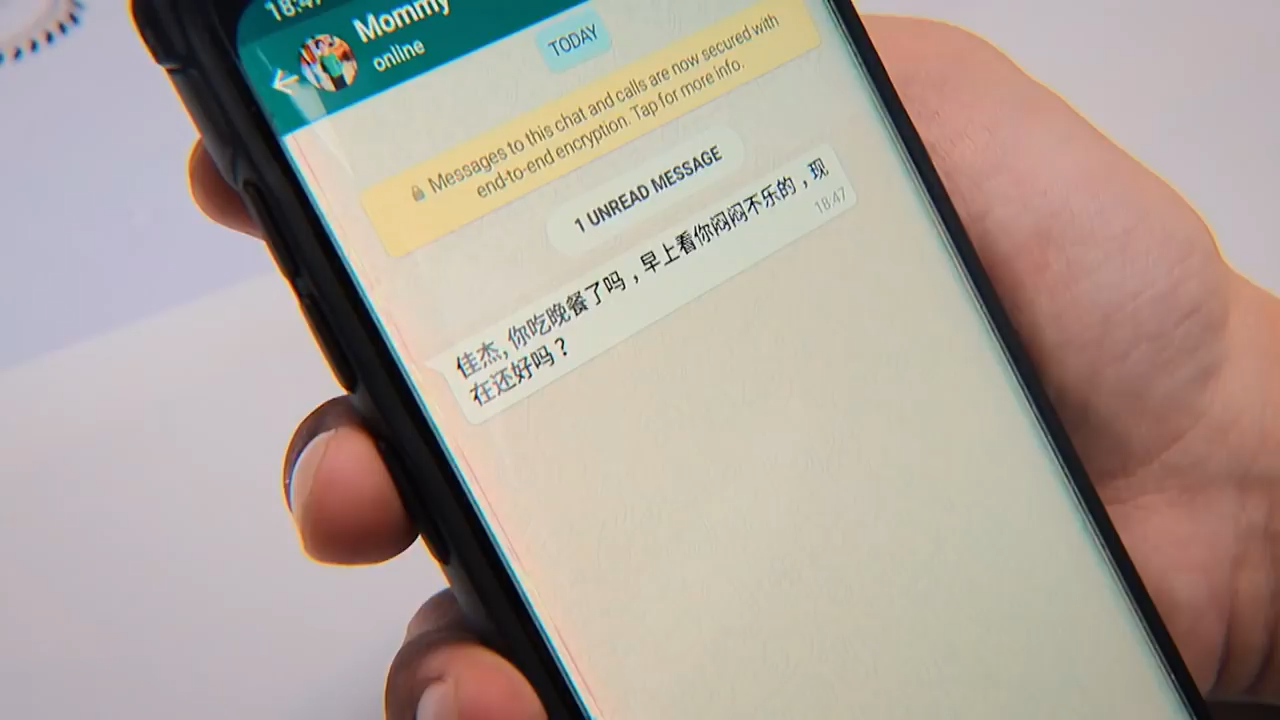 18:47
Mommy
online
TODAY
Messages to this chat and calls are now secured with
end-to-end encryption. Tap for more info.
1 UNREAD MESSAGE
佳杰, 你吃晚餐了吗，早上看你闷闷不乐的，现
在还好吗？
18:47